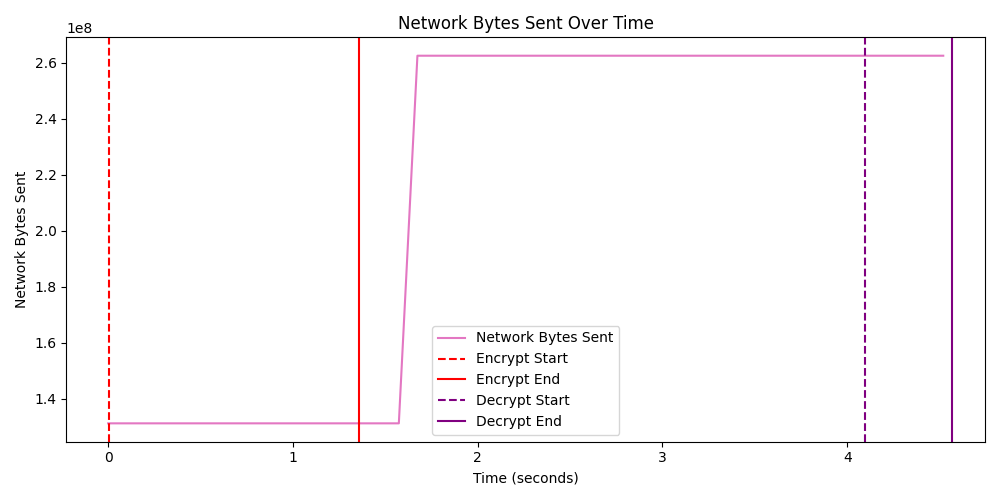 Network Bytes Sent Over Time
1e8
2.6
2.4
2.2
2.0
1.8
1.6
1.4
Network Bytes Sent
Network Bytes Sent
Encrypt Start
Encrypt End
Decrypt Start
Decrypt End
0 1 2 3 4
Time (seconds)